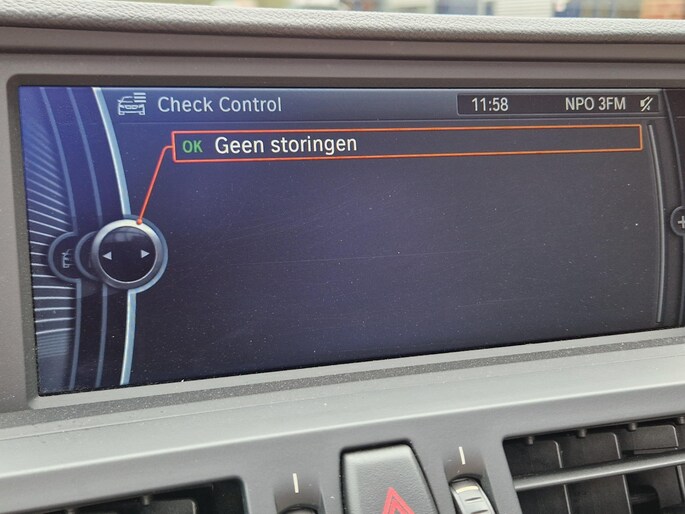 Check Control 11:58 NPO 3FM
OK Geen storingen